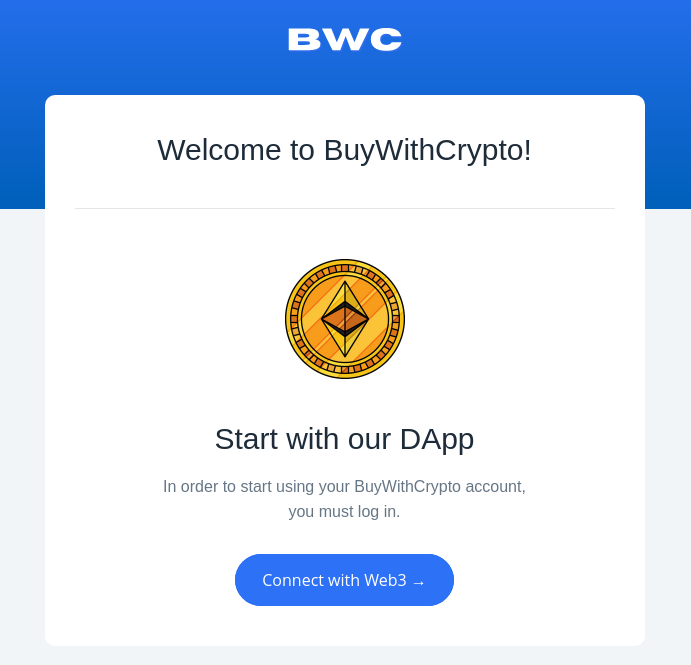 BWC
Welcome to BuyWithCrypto!
Start with our DApp
In order to start using your BuyWithCrypto account,
you must log in.
Connect with Web3 →